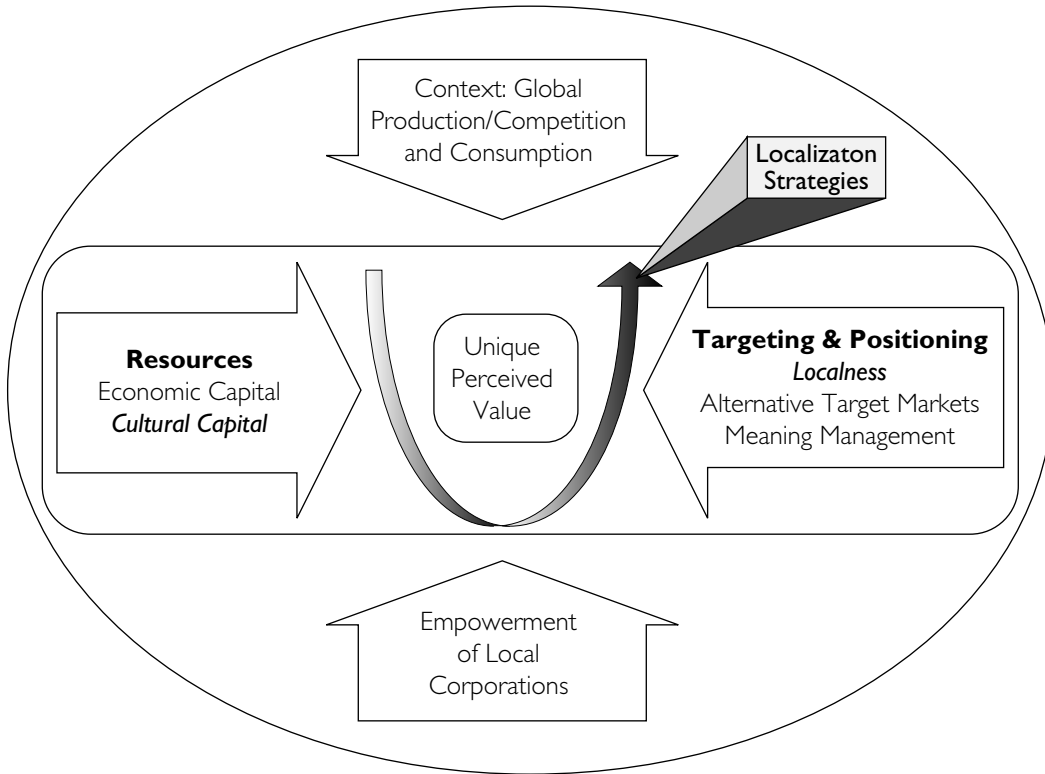 Context: Global
Production/Competition
and Consumption
Localizaton
Strategies
Resources
Economic Capital
Cultural Capital
Unique
Perceived
Value
Targeting & Positioning
Localness
Alternative Target Markets
Meaning Management
Empowerment
of Local
Corporations